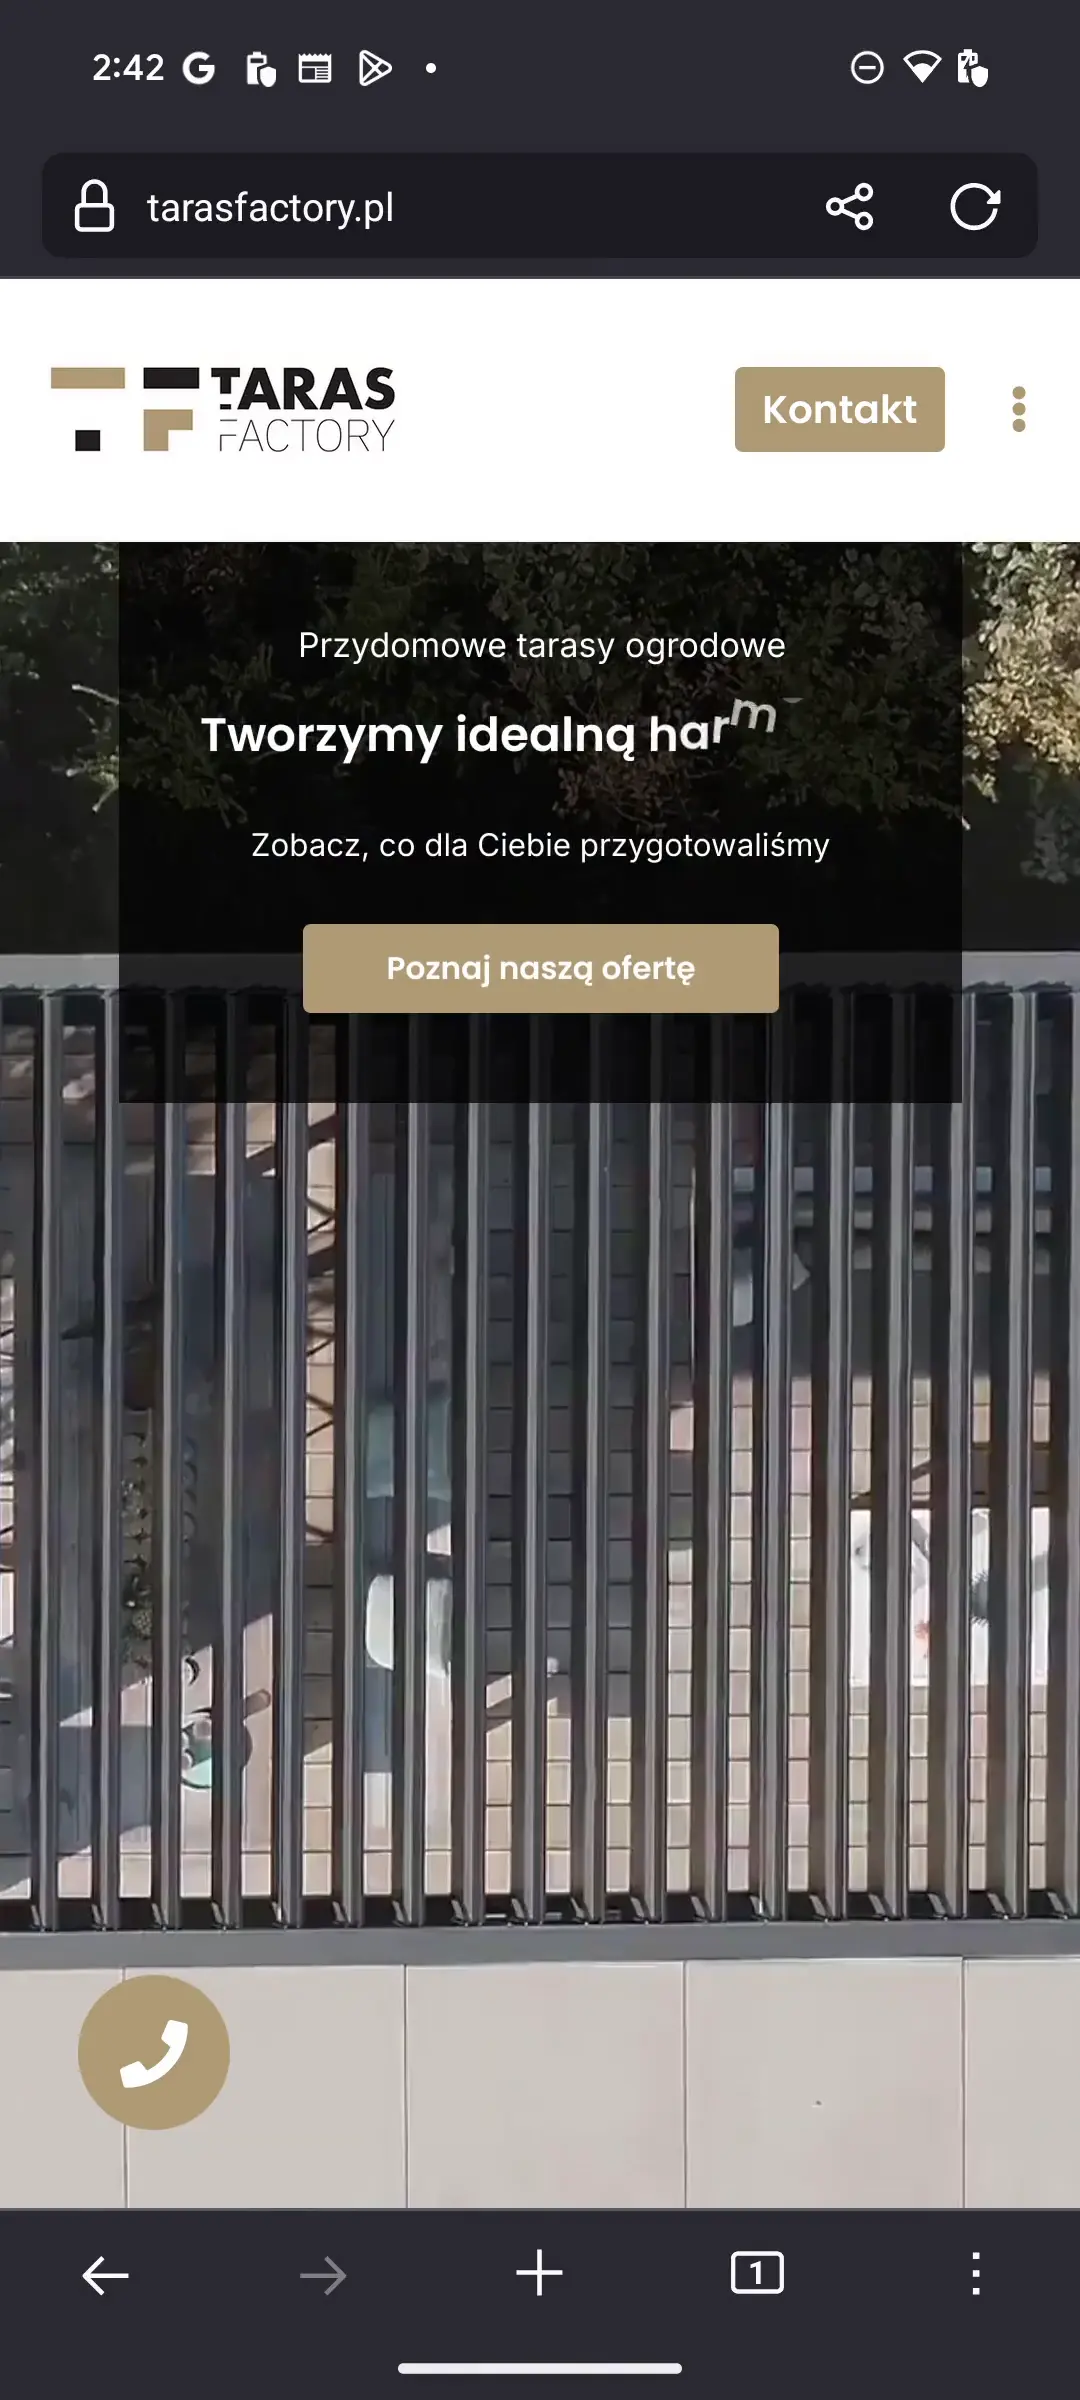 2:42
tarasfactory.pl
TARAS
FACTORY
Kontakt
Przydomowe tarasy ogrodowe
Tworzymy idealną harm
Zobacz, co dla Ciebie przygotowaliśmy
Poznaj naszą ofertę
1